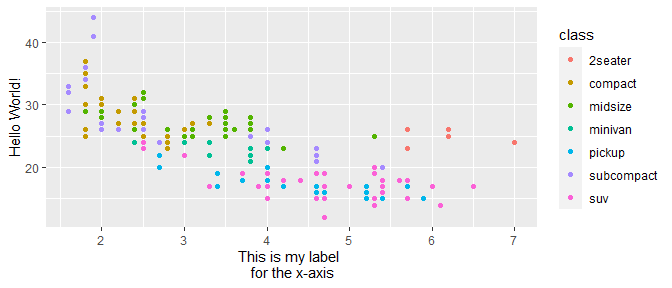 Hello World!
40
30
20
2
3
4
5
6
7
This is my label
for the x-axis
class
2seater
compact
midsize
minivan
pickup
subcompact
suv